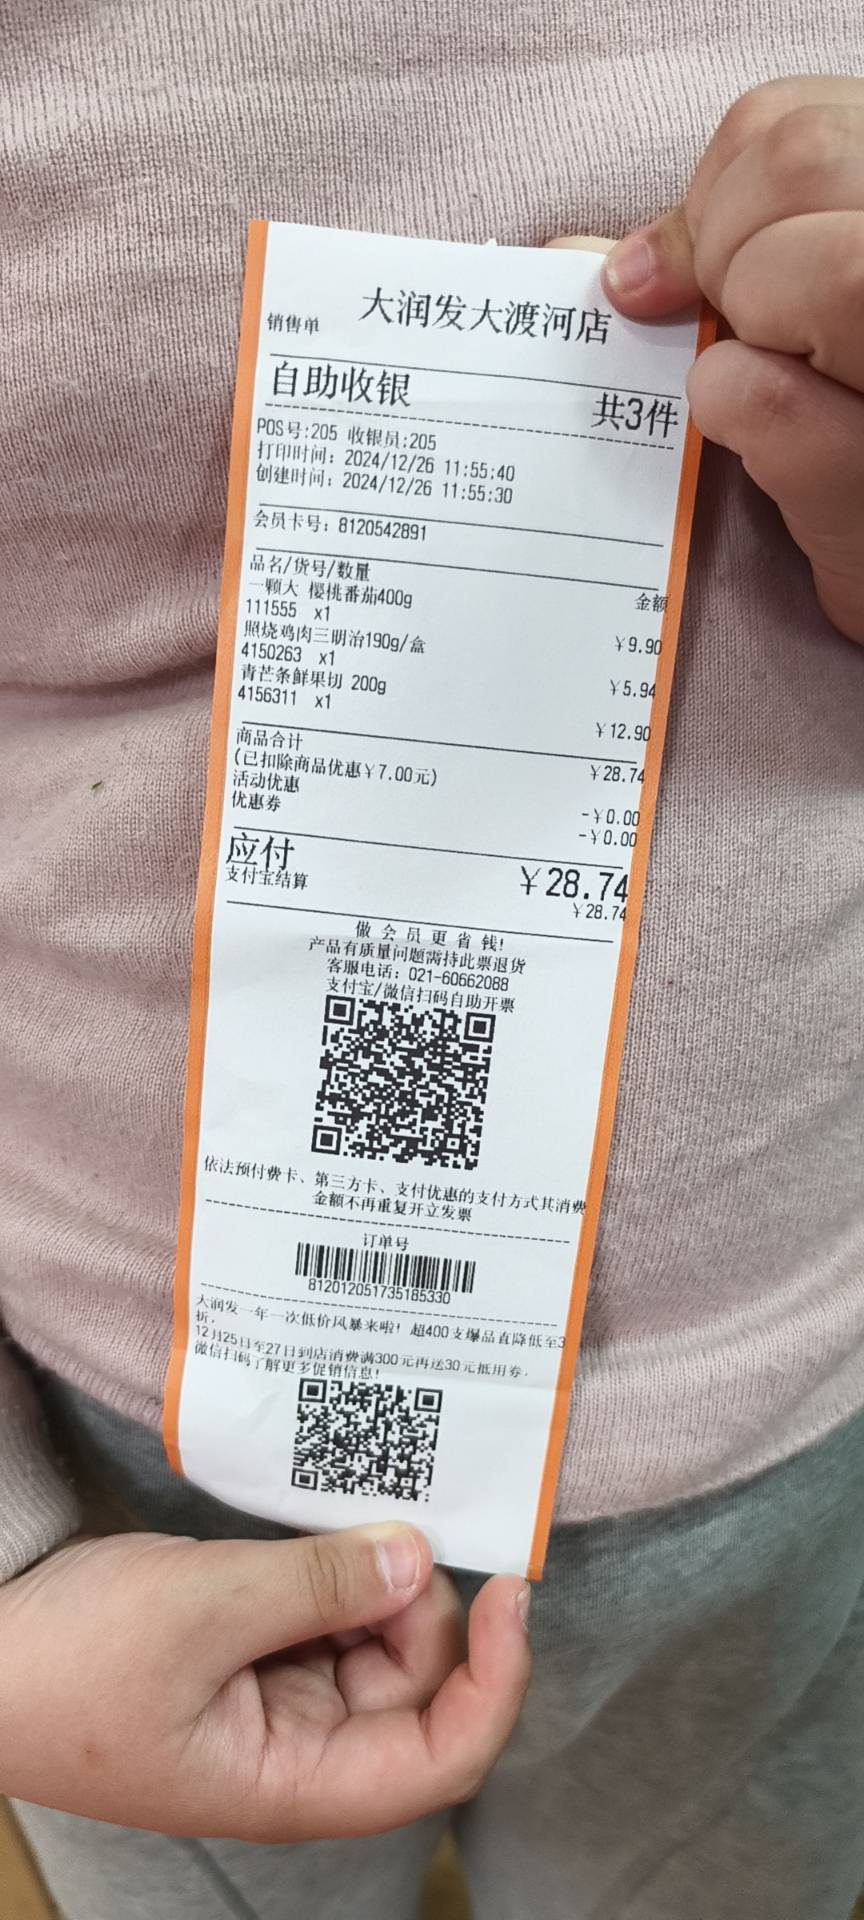 大润发大渡河店
销售单
自助收银 共3件
POS号:205 收银员:205
打印时间: 2024/12/26 11:55:40
创建时间: 2024/12/26 11:55:30
会员卡号: 8120542891
品名/货号/数量 金额
一颗大 樱桃番茄400g
111555 x1 ¥9.90
照烧鸡肉三明治190g/盒
4150263 x1 ¥5.94
青芒条鲜果切 200g
4156311 x1 ¥12.90
商品合计 ¥28.74
(已扣除商品优惠¥7.00元)
活动优惠 -¥0.00
优惠券 -¥0.00
应付 ¥28.74
支付宝结算 ¥28.74
做 会 员 更 省 钱!
产品有质量问题需持此票退货
客服电话: 021-60662088
支付宝/微信扫码自助开票
依法预付费卡、第三方卡、支付优惠的支付方式其消费
金额不再重复开立发票
订单号
812012051735185330
大润发一年一次低价风暴来啦! 超400支爆品直降低至3
折,
12月25日至27日到店消费满300元再送30元抵用券.
微信扫码了解更多促销信息!